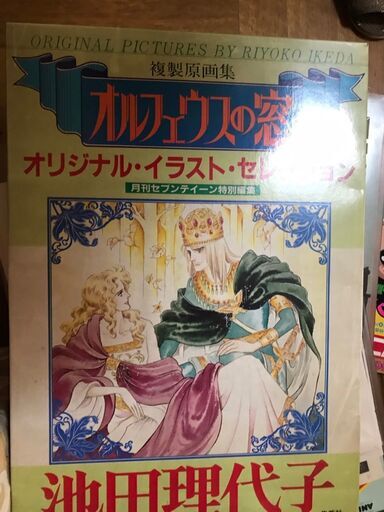 ORIGINAL PICTURES BY RIYOKO IKEDA
複製原画集
オルフェウスの窓
オリジナル・イラスト・セレクション
月刊セブンティーン特別編集
池田理代子